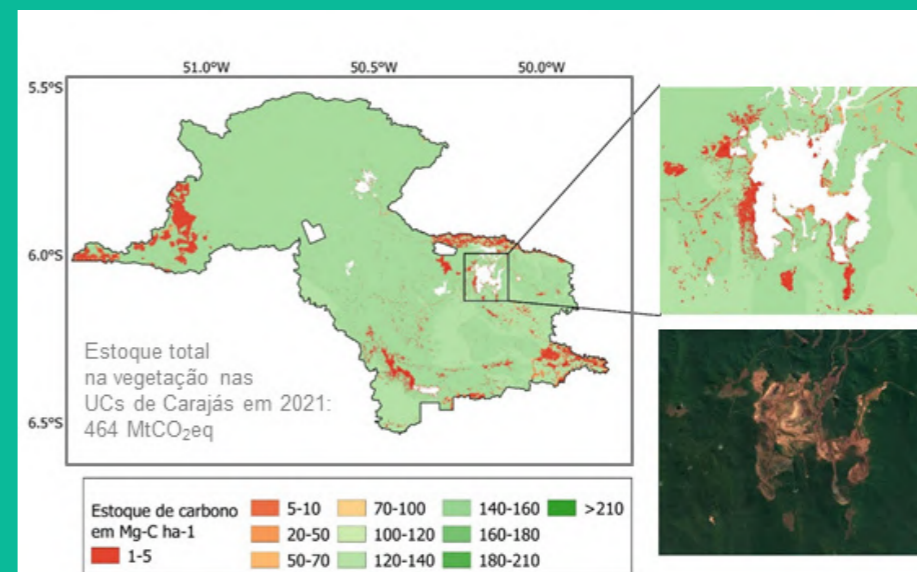 51.0°W 50.5°W 50.0°W
5.5°S
6.0°S
6.5°S
Estoque total
na vegetação nas
UCs de Carajás em 2021:
464 MtCO₂eq
Estoque de carbono
em Mg-C ha-1
1-5
5-10
20-50
50-70
70-100
100-120
120-140
140-160
160-180
180-210
>210